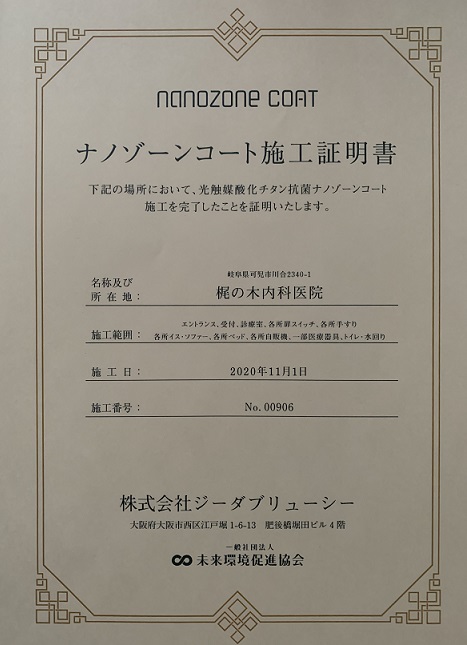 nanozone COAT
ナノゾーンコート施工証明書
下記の場所において、光触媒酸化チタン抗菌ナノゾーンコート
施工を完了したことを証明いたします。
岐阜県可児市川合2340-1
名称及び
所在地： 梶の木内科医院
エントランス、受付、診療室、各所扉スイッチ、各所手すり
施工範囲： 各所イス・ソファー、各所ベッド、各所自販機、一部医療器具、トイレ・水回り
施工日： 2020年11月1日
施工番号： No.00906
株式会社ジーダブリューシー
大阪府大阪市西区江戸堀1-6-13 肥後橋堀田ビル4階
一般社団法人
未来環境促進協会